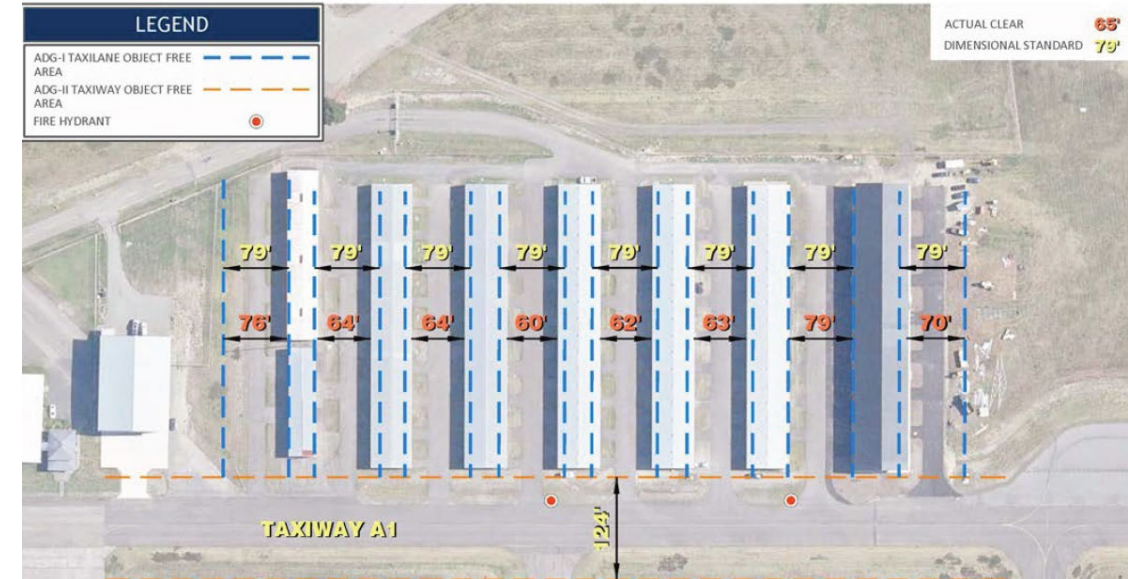 LEGEND
ADG-I TAXILANE OBJECT FREE
AREA
ADG-II TAXIWAY OBJECT FREE
AREA
FIRE HYDRANT
ACTUAL CLEAR 65'
DIMENSIONAL STANDARD 79'
79' 79' 79' 79' 79' 79' 79' 79'
76' 64' 64' 60' 62' 63' 79' 70'
TAXIWAY A1
124'